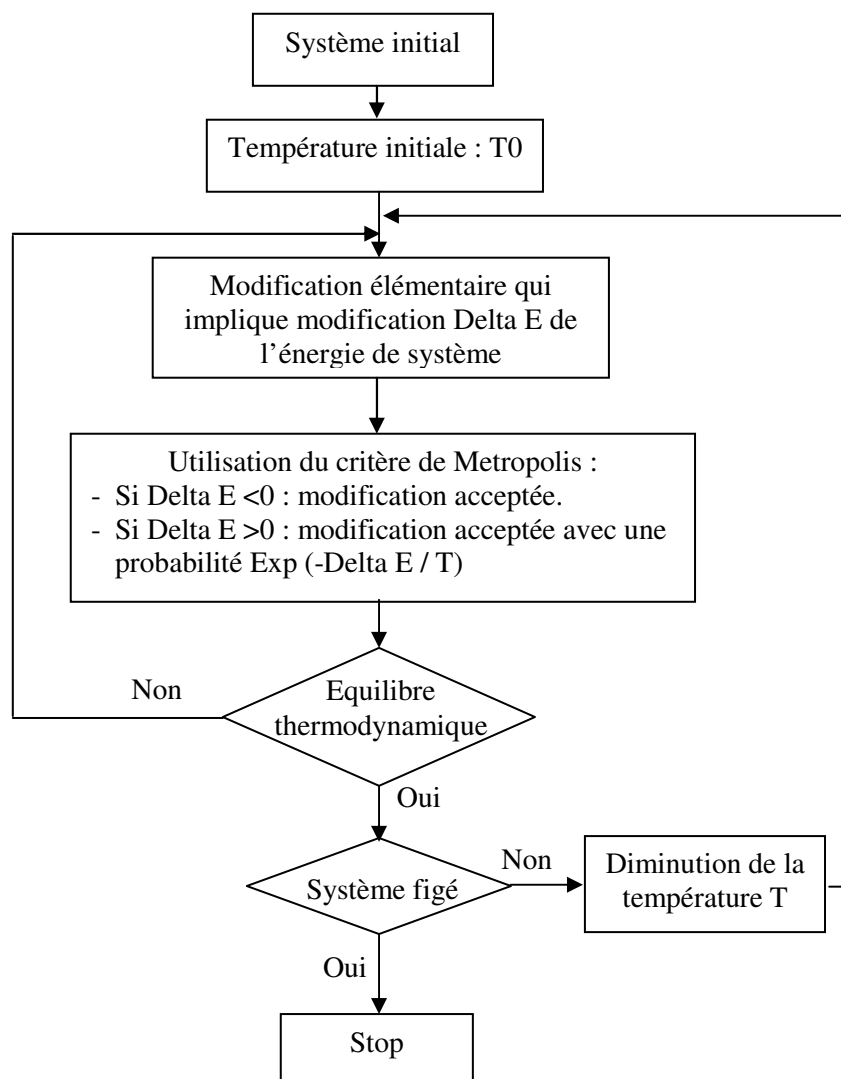 Système initial
Température initiale : T0
Modification élémentaire qui
implique modification Delta E de
l’énergie de système
Utilisation du critère de Metropolis :
- Si Delta E <0 : modification acceptée.
- Si Delta E >0 : modification acceptée avec une
probabilité Exp (-Delta E / T)
Non
Equilibre
thermodynamique
Oui
Système figé
Non
Diminution de la
température T
Oui
Stop